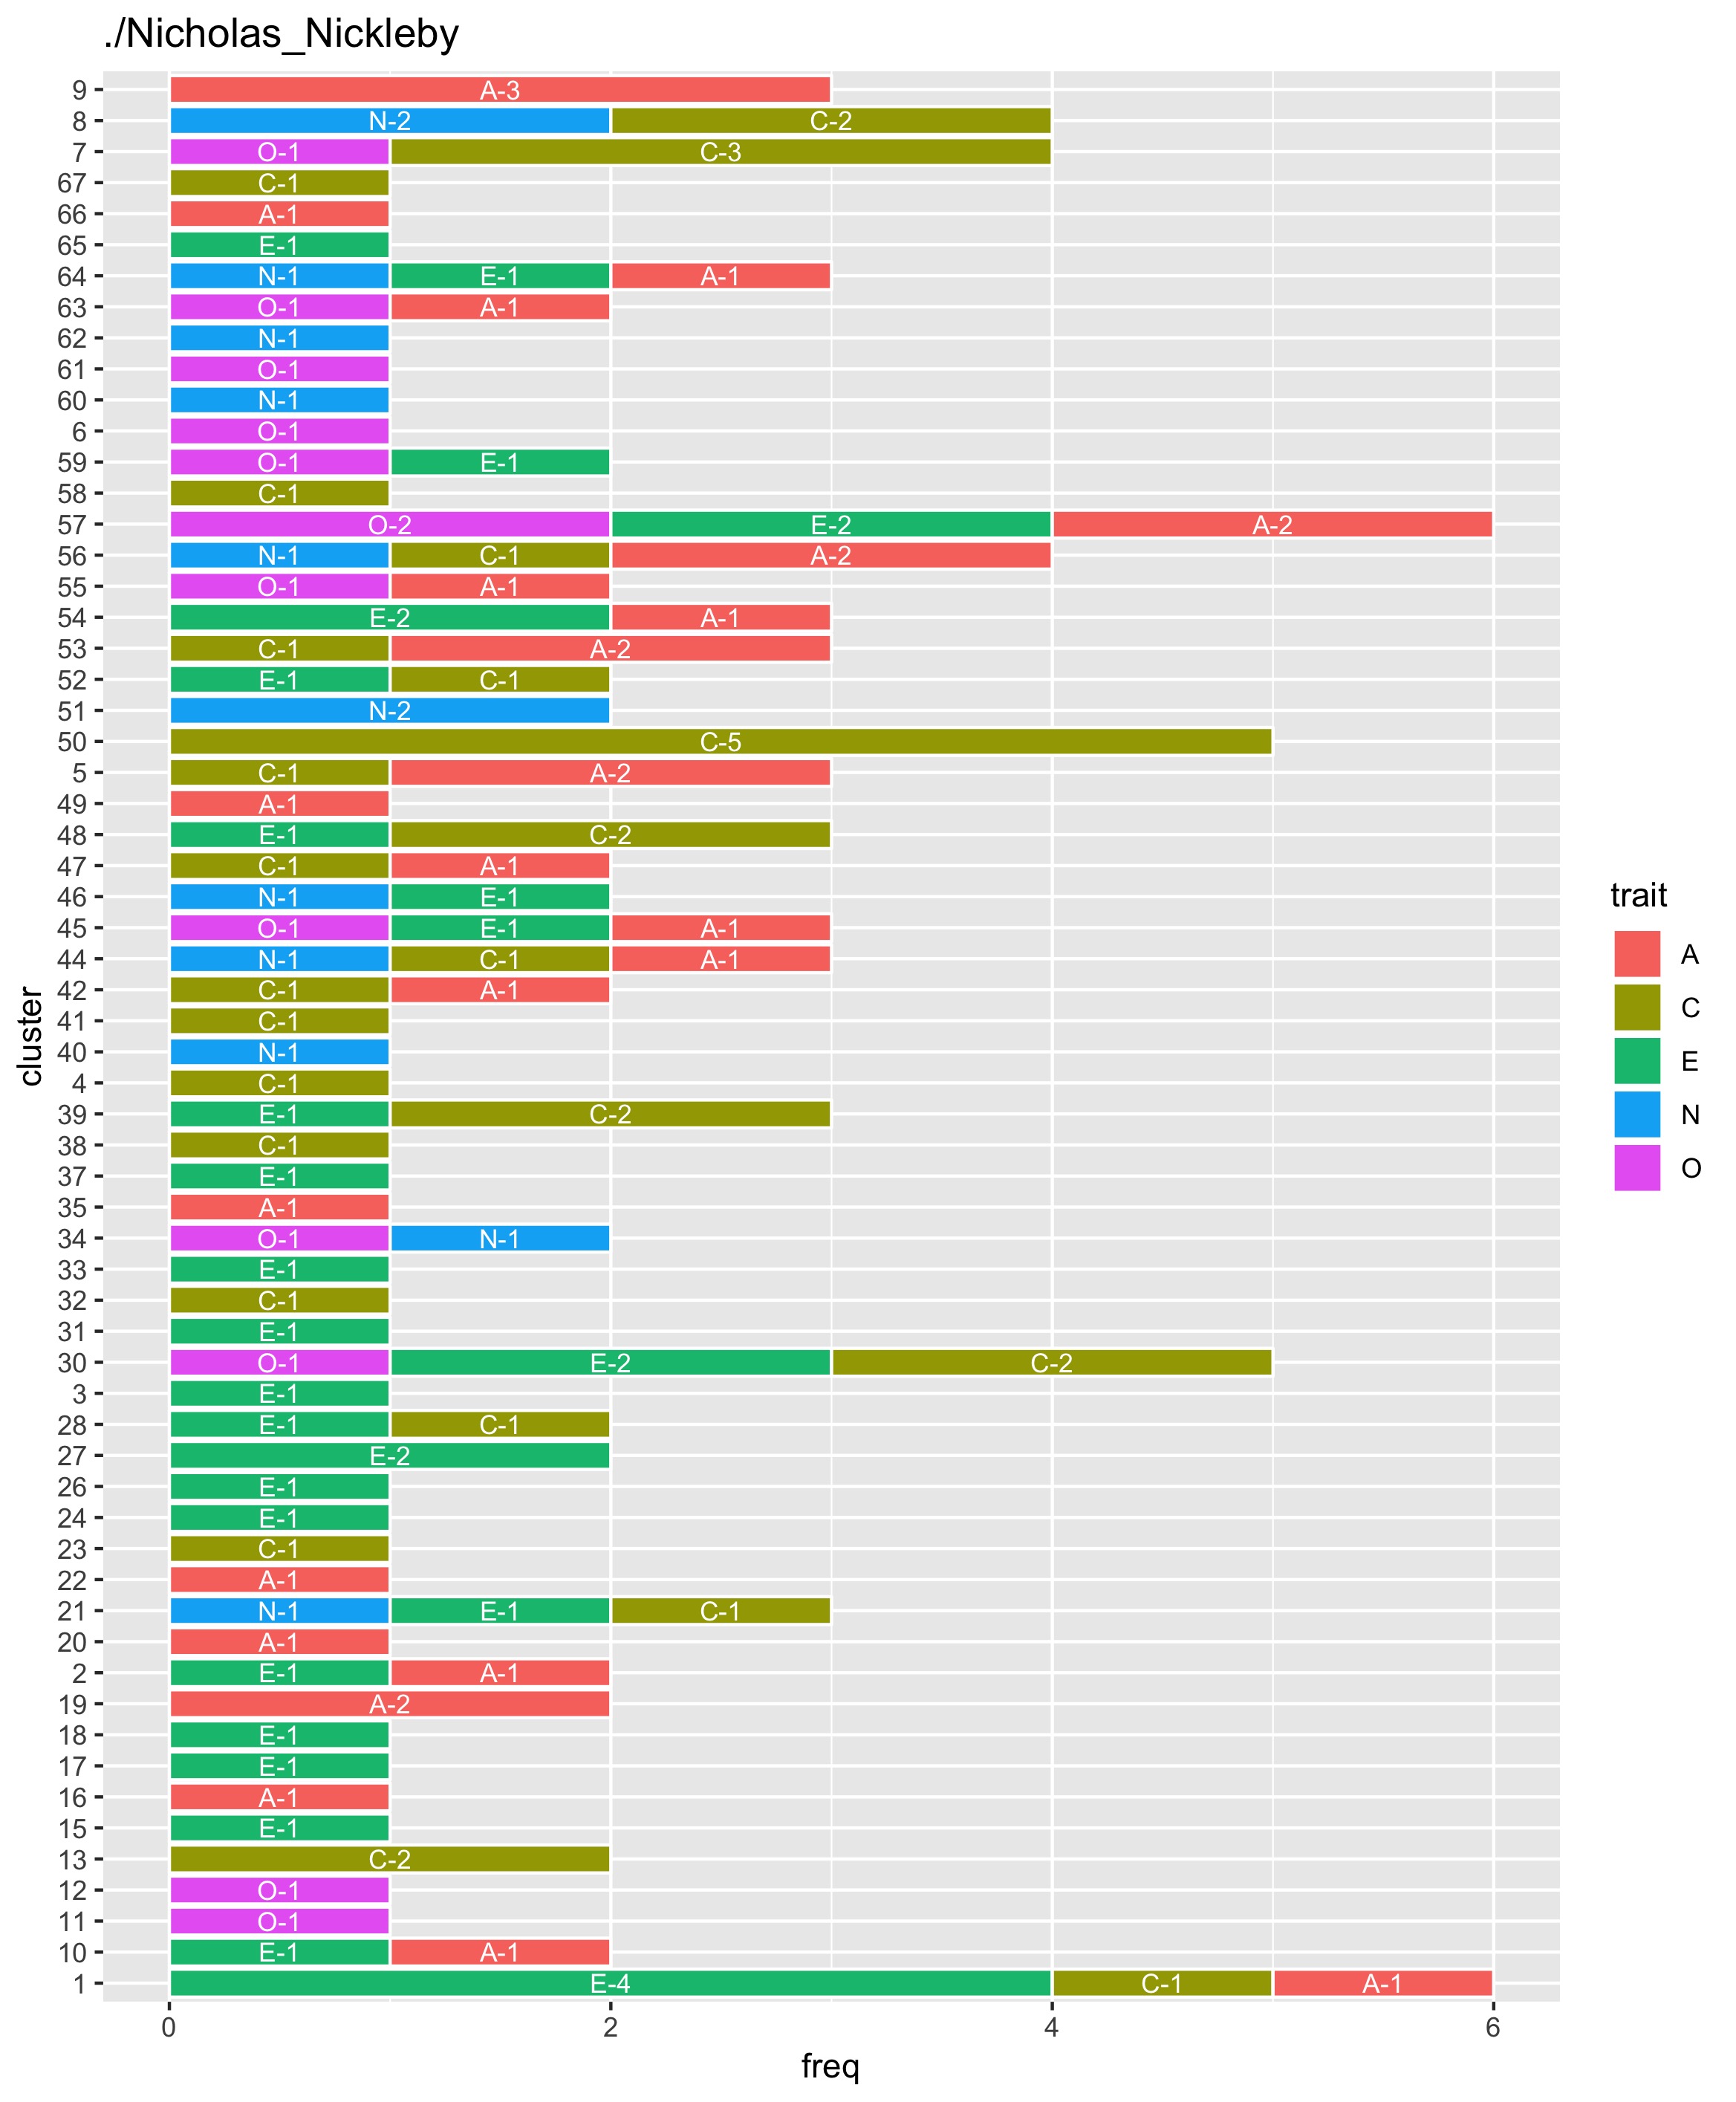 ./Nicholas_Nickleby
9 A-3
8 N-2 C-2
7 O-1 C-3
67 C-1
66 A-1
65 E-1
64 N-1 E-1 A-1
63 O-1 A-1
62 N-1
61 O-1
60 N-1
6 O-1
59 O-1 E-1
58 C-1
57 O-2 E-2 A-2
56 N-1 C-1 A-2
55 O-1 A-1
54 E-2 A-1
53 C-1 A-2
52 E-1 C-1
51 N-2
50 C-5
5 C-1 A-2
49 A-1
48 E-1 C-2
47 C-1 A-1
46 N-1 E-1
45 O-1 E-1 A-1
44 N-1 C-1 A-1
42 C-1 A-1
41 C-1
40 N-1
4 C-1
39 E-1 C-2
38 C-1
37 E-1
35 A-1
34 O-1 N-1
33 E-1
32 C-1
31 E-1
30 O-1 E-2 C-2
3 E-1
28 E-1 C-1
27 E-2
26 E-1
24 E-1
23 C-1
22 A-1
21 N-1 E-1 C-1
20 A-1
2 E-1 A-1
19 A-2
18 E-1
17 E-1
16 A-1
15 E-1
13 C-2
12 O-1
11 O-1
10 E-1 A-1
1 E-4 C-1 A-1
0 2 4 6
freq
cluster
trait
A
C
E
N
O